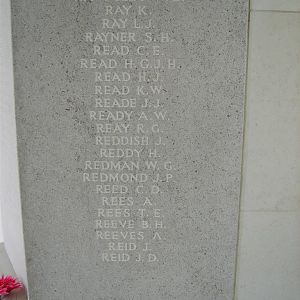 RAY K.
RAY L.J.
RAYNER S.H.
READ C.E.
READ H.G.J.H.
READ H.J.
READ K.W.
READE J.J.
READY A.W.
REAY R.G.
REDDISH J.
REDDY H.
REDMAN W.G.
REDMOND J.P.
REED C.D.
REES A.
REES T.E.
REEVE B.H.
REEVES A.
REID J.
REID J.D.